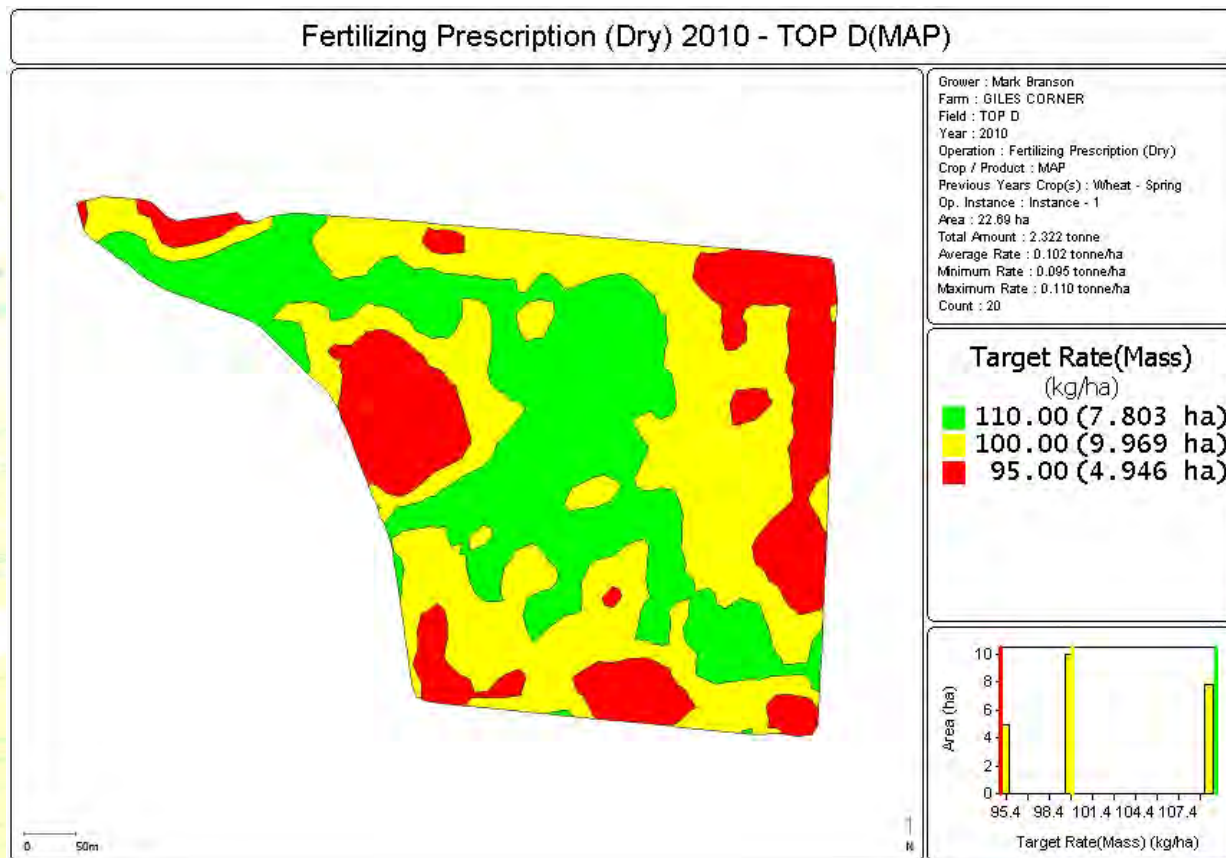 Fertilizing Prescription (Dry) 2010 - TOP D(MAP)
Grower : Mark Branson
Farm : GILES CORNER
Field : TOP D
Year : 2010
Operation : Fertilizing Prescription (Dry)
Crop / Product : MAP
Previous Years Crop(s) : Wheat - Spring
Op. Instance : Instance - 1
Area : 22.69 ha
Total Amount : 2.322 tonne
Average Rate : 0.102 tonne/ha
Minimum Rate : 0.095 tonne/ha
Maximum Rate : 0.110 tonne/ha
Count : 20
Target Rate(Mass)
(kg/ha)
110.00 (7.803 ha)
100.00 (9.969 ha)
95.00 (4.946 ha)
10
8
6
4
2
0
Area (ha)
95.4 98.4 101.4 104.4 107.4
Target Rate(Mass) (kg/ha)
0 50m
N